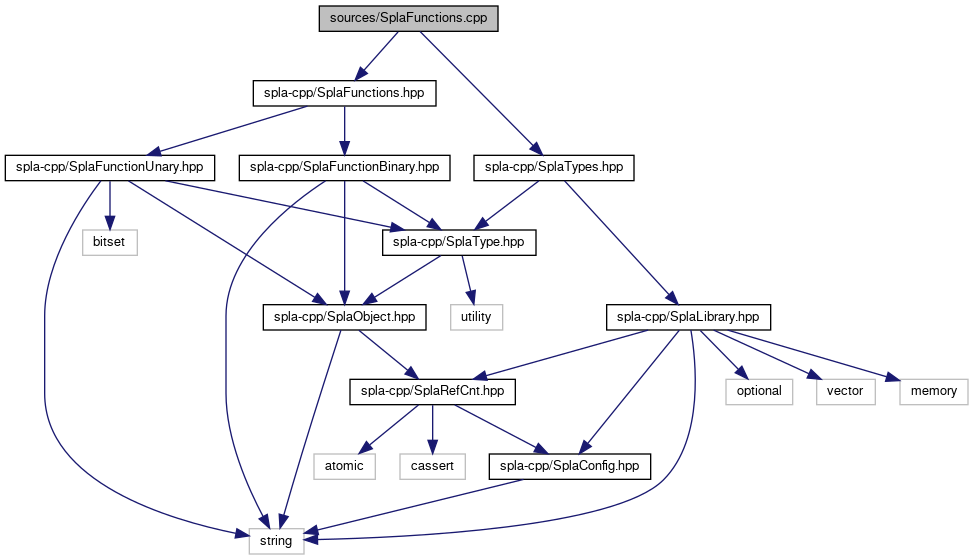 sources/SplaFunctions.cpp
spla-cpp/SplaFunctions.hpp
spla-cpp/SplaFunctionUnary.hpp
spla-cpp/SplaFunctionBinary.hpp
spla-cpp/SplaTypes.hpp
bitset
spla-cpp/SplaType.hpp
spla-cpp/SplaObject.hpp
utility
spla-cpp/SplaLibrary.hpp
spla-cpp/SplaRefCnt.hpp
optional
vector
memory
atomic
cassert
spla-cpp/SplaConfig.hpp
string